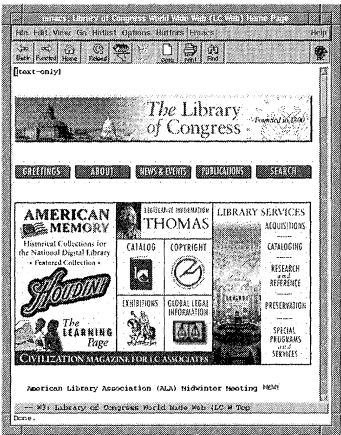 emacs: Library of Congress World Wide Web (LC Web) Home Page
File Edit View Go Hotlist Options Buffers Emacs Help
Back Forward Home Reload Open Print Find
[text-only]
The Library
of Congress
Founded in 1800
GREETINGS ABOUT NEWS & EVENTS PUBLICATIONS SEARCH
AMERICAN
MEMORY
Historical Collections for
the National Digital Library
• Featured Collection •
HOUDINI
The
LEARNING
Page
LEGISLATIVE INFORMATION
THOMAS
CATALOG COPYRIGHT
EXHIBITIONS GLOBAL LEGAL
INFORMATION
LIBRARY SERVICES
ACQUISITIONS
CATALOGING
RESEARCH
and
REFERENCE
PRESERVATION
SPECIAL
PROGRAMS
and
SERVICES
CIVILIZATION MAGAZINE FOR LC ASSOCIATES
American Library Association (ALA) Midwinter Meeting NEW!
W3: Library of Congress World Wide Web (LC W Top
Done.